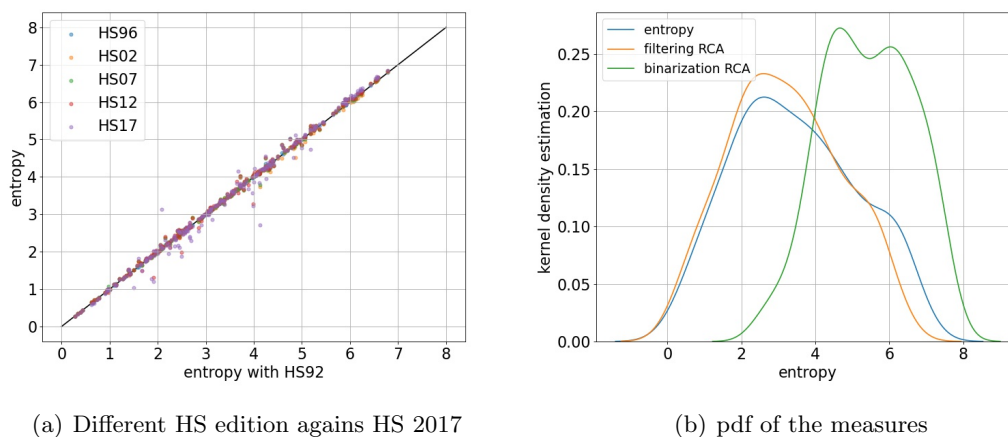 8
7
6
5
4
3
2
1
0
entropy
HS96
HS02
HS07
HS12
HS17
0 1 2 3 4 5 6 7 8
entropy with HS92
(a) Different HS edition agains HS 2017
0.25
0.20
0.15
0.10
0.05
0.00
kernel density estimation
entropy
filtering RCA
binarization RCA
0 2 4 6 8
entropy
(b) pdf of the measures